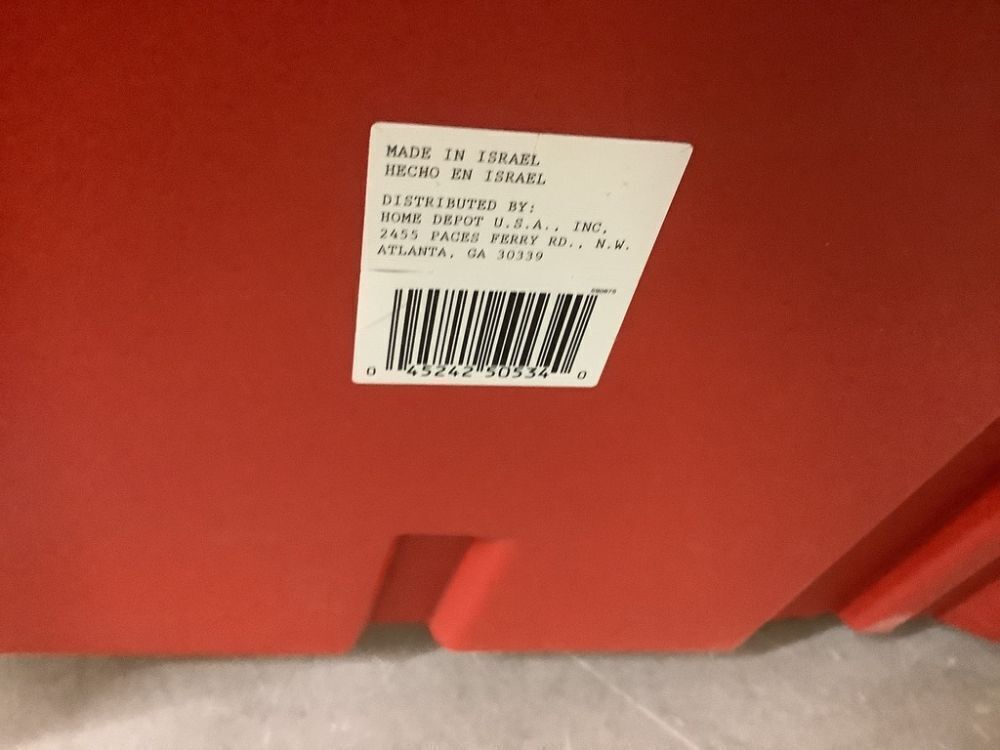 MADE IN ISRAEL
HECHO EN ISRAEL
DISTRIBUTED BY:
HOME DEPOT U.S.A., INC.
2455 PACES FERRY RD., N.W.
ATLANTA, GA 30339
0 45242 50534 0